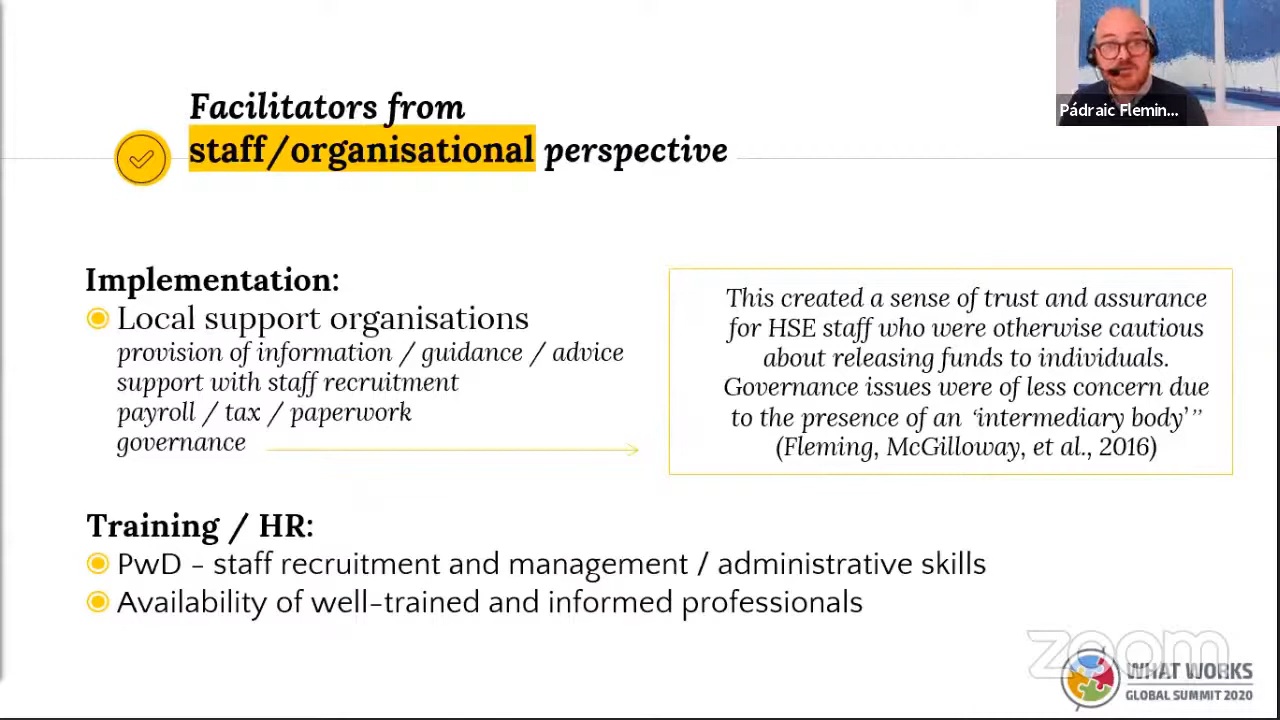 Facilitators from
staff/organisational perspective
Pádraic Flemin...
Implementation:
Local support organisations
provision of information / guidance / advice
support with staff recruitment
payroll / tax / paperwork
governance
This created a sense of trust and assurance
for HSE staff who were otherwise cautious
about releasing funds to individuals.
Governance issues were of less concern due
to the presence of an ‘intermediary body’”
(Fleming, McGilloway, et al., 2016)
Training / HR:
PwD - staff recruitment and management / administrative skills
Availability of well-trained and informed professionals
zoom
WHAT WORKS
GLOBAL SUMMIT 2020